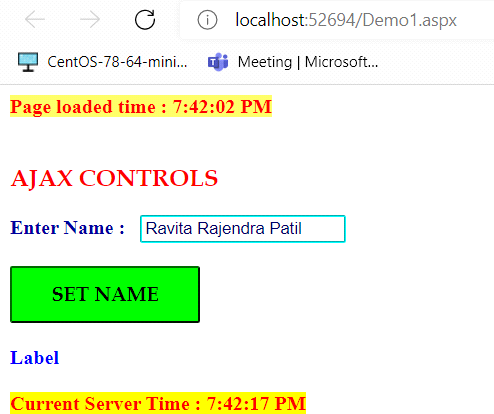 localhost:52694/Demo1.aspx
CentOS-78-64-mini... Meeting | Microsoft...
Page loaded time : 7:42:02 PM
AJAX CONTROLS
Enter Name : Ravita Rajendra Patil
SET NAME
Label
Current Server Time : 7:42:17 PM